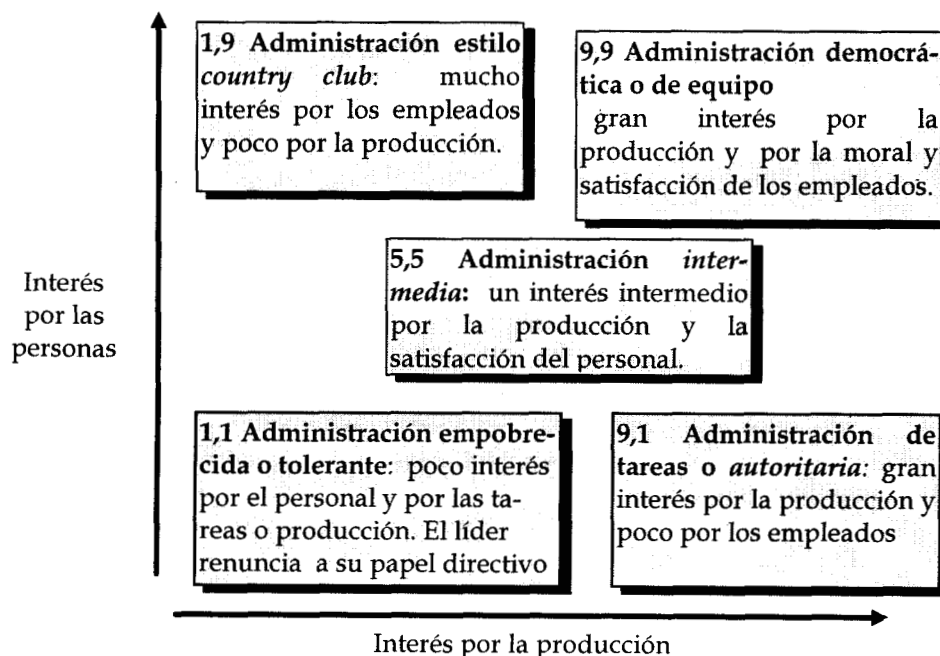 1,9 Administración estilo
country club: mucho
interés por los empleados
y poco por la producción.
9,9 Administración democrá-
tica o de equipo
gran interés por la
producción y por la moral y
satisfacción de los empleados.
Interés
por las
personas
5,5 Administración inter-
media: un interés intermedio
por la producción y la
satisfacción del personal.
1,1 Administración empobre-
cida o tolerante: poco interés
por el personal y por las ta-
reas o producción. El líder
renuncia a su papel directivo
9,1 Administración de
tareas o autoritaria: gran
interés por la producción y
poco por los empleados
Interés por la producción